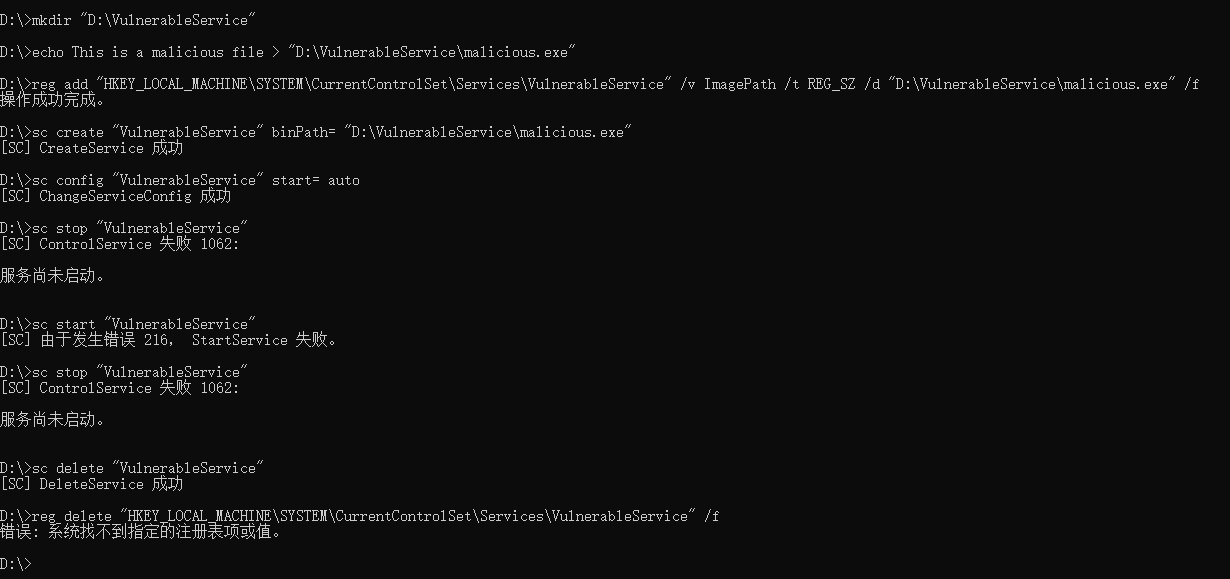 D:\>mkdir "D:\VulnerableService"
D:\>echo This is a malicious file > "D:\VulnerableService\malicious.exe"
D:\>reg add "HKEY_LOCAL_MACHINE\SYSTEM\CurrentControlSet\Services\VulnerableService" /v ImagePath /t REG_SZ /d "D:\VulnerableService\malicious.exe" /f
操作成功完成。
D:\>sc create "VulnerableService" binPath= "D:\VulnerableService\malicious.exe"
[SC] CreateService 成功
D:\>sc config "VulnerableService" start= auto
[SC] ChangeServiceConfig 成功
D:\>sc stop "VulnerableService"
[SC] ControlService 失败 1062:
服务尚未启动。
D:\>sc start "VulnerableService"
[SC] 由于发生错误 216， StartService 失败。
D:\>sc stop "VulnerableService"
[SC] ControlService 失败 1062:
服务尚未启动。
D:\>sc delete "VulnerableService"
[SC] DeleteService 成功
D:\>reg delete "HKEY_LOCAL_MACHINE\SYSTEM\CurrentControlSet\Services\VulnerableService" /f
错误: 系统找不到指定的注册表项或值。
D:\>